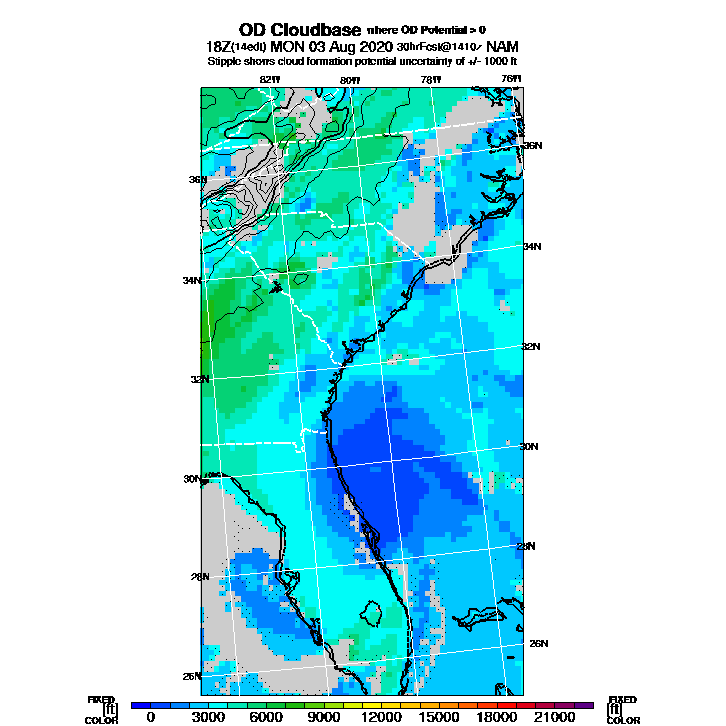 OD Cloudbase where OD Potential > 0
18Z(14edt) MON 03 Aug 2020 30hrFcst@1410z NAM
Stipple shows cloud formation potential uncertainty of +/- 1000 ft
82W 80W 78W 76W
36N
36N
34N
34N
32N
32N
30N
30N
28N
28N
26N
26N
FIXED FIXED
[ft] [ft]
COLOR 0 3000 6000 9000 12000 15000 18000 21000 COLOR